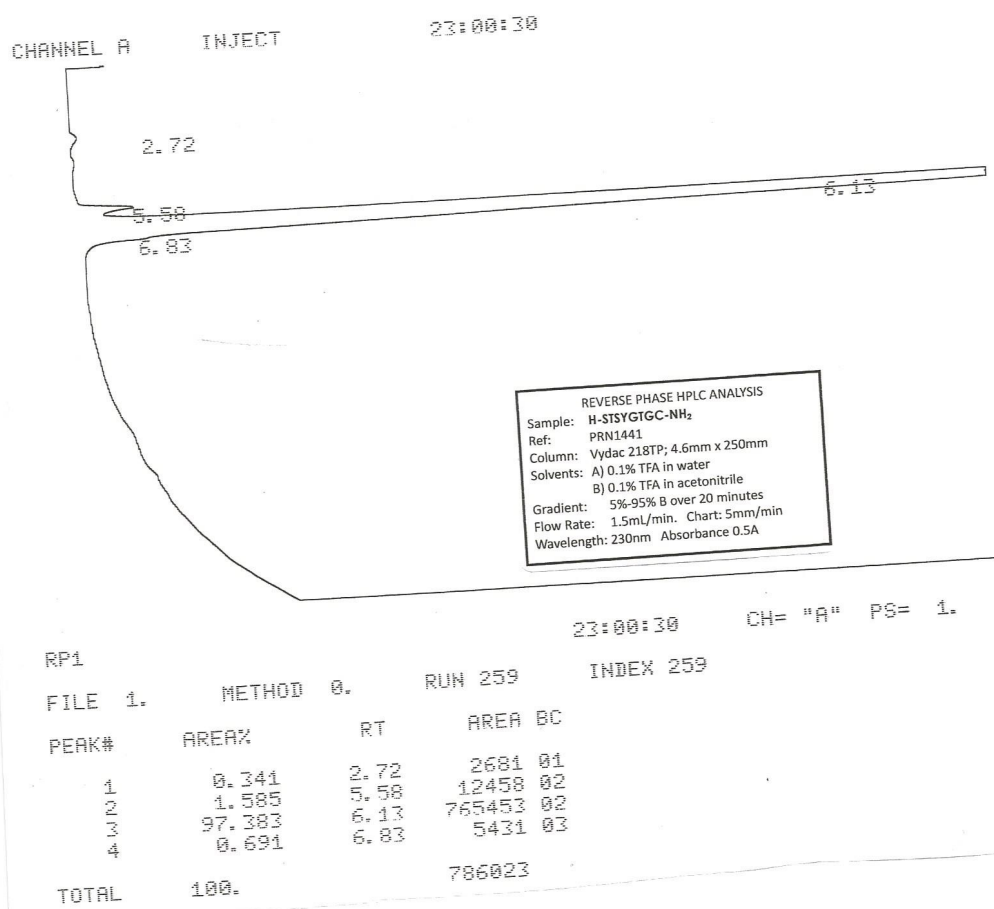 CHANNEL A INJECT 23:00:30
2.72
6.13
5.58
6.83
REVERSE PHASE HPLC ANALYSIS
Sample: H-STSYGTGC-NH₂
Ref: PRN1441
Column: Vydac 218TP; 4.6mm x 250mm
Solvents: A) 0.1% TFA in water
B) 0.1% TFA in acetonitrile
Gradient: 5%-95% B over 20 minutes
Flow Rate: 1.5mL/min. Chart: 5mm/min
Wavelength: 230nm Absorbance 0.5A
23:00:30 CH= "A" PS= 1.
RP1
FILE 1. METHOD 0. RUN 259 INDEX 259
PEAK# AREA% RT AREA BC
1 0.341 2.72 2681 01
2 1.585 5.58 12458 02
3 97.383 6.13 765453 02
4 0.691 6.83 5431 03
TOTAL 100. 786023